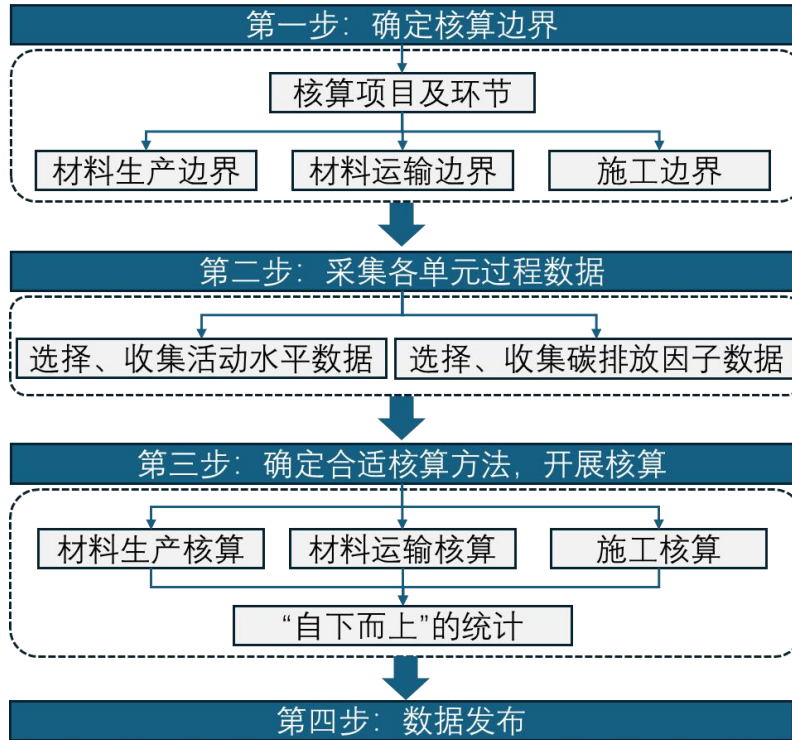 第一步：确定核算边界
核算项目及环节
材料生产边界 材料运输边界 施工边界
第二步：采集各单元过程数据
选择、收集活动水平数据 选择、收集碳排放因子数据
第三步：确定合适核算方法，开展核算
材料生产核算 材料运输核算 施工核算
“自下而上”的统计
第四步：数据发布